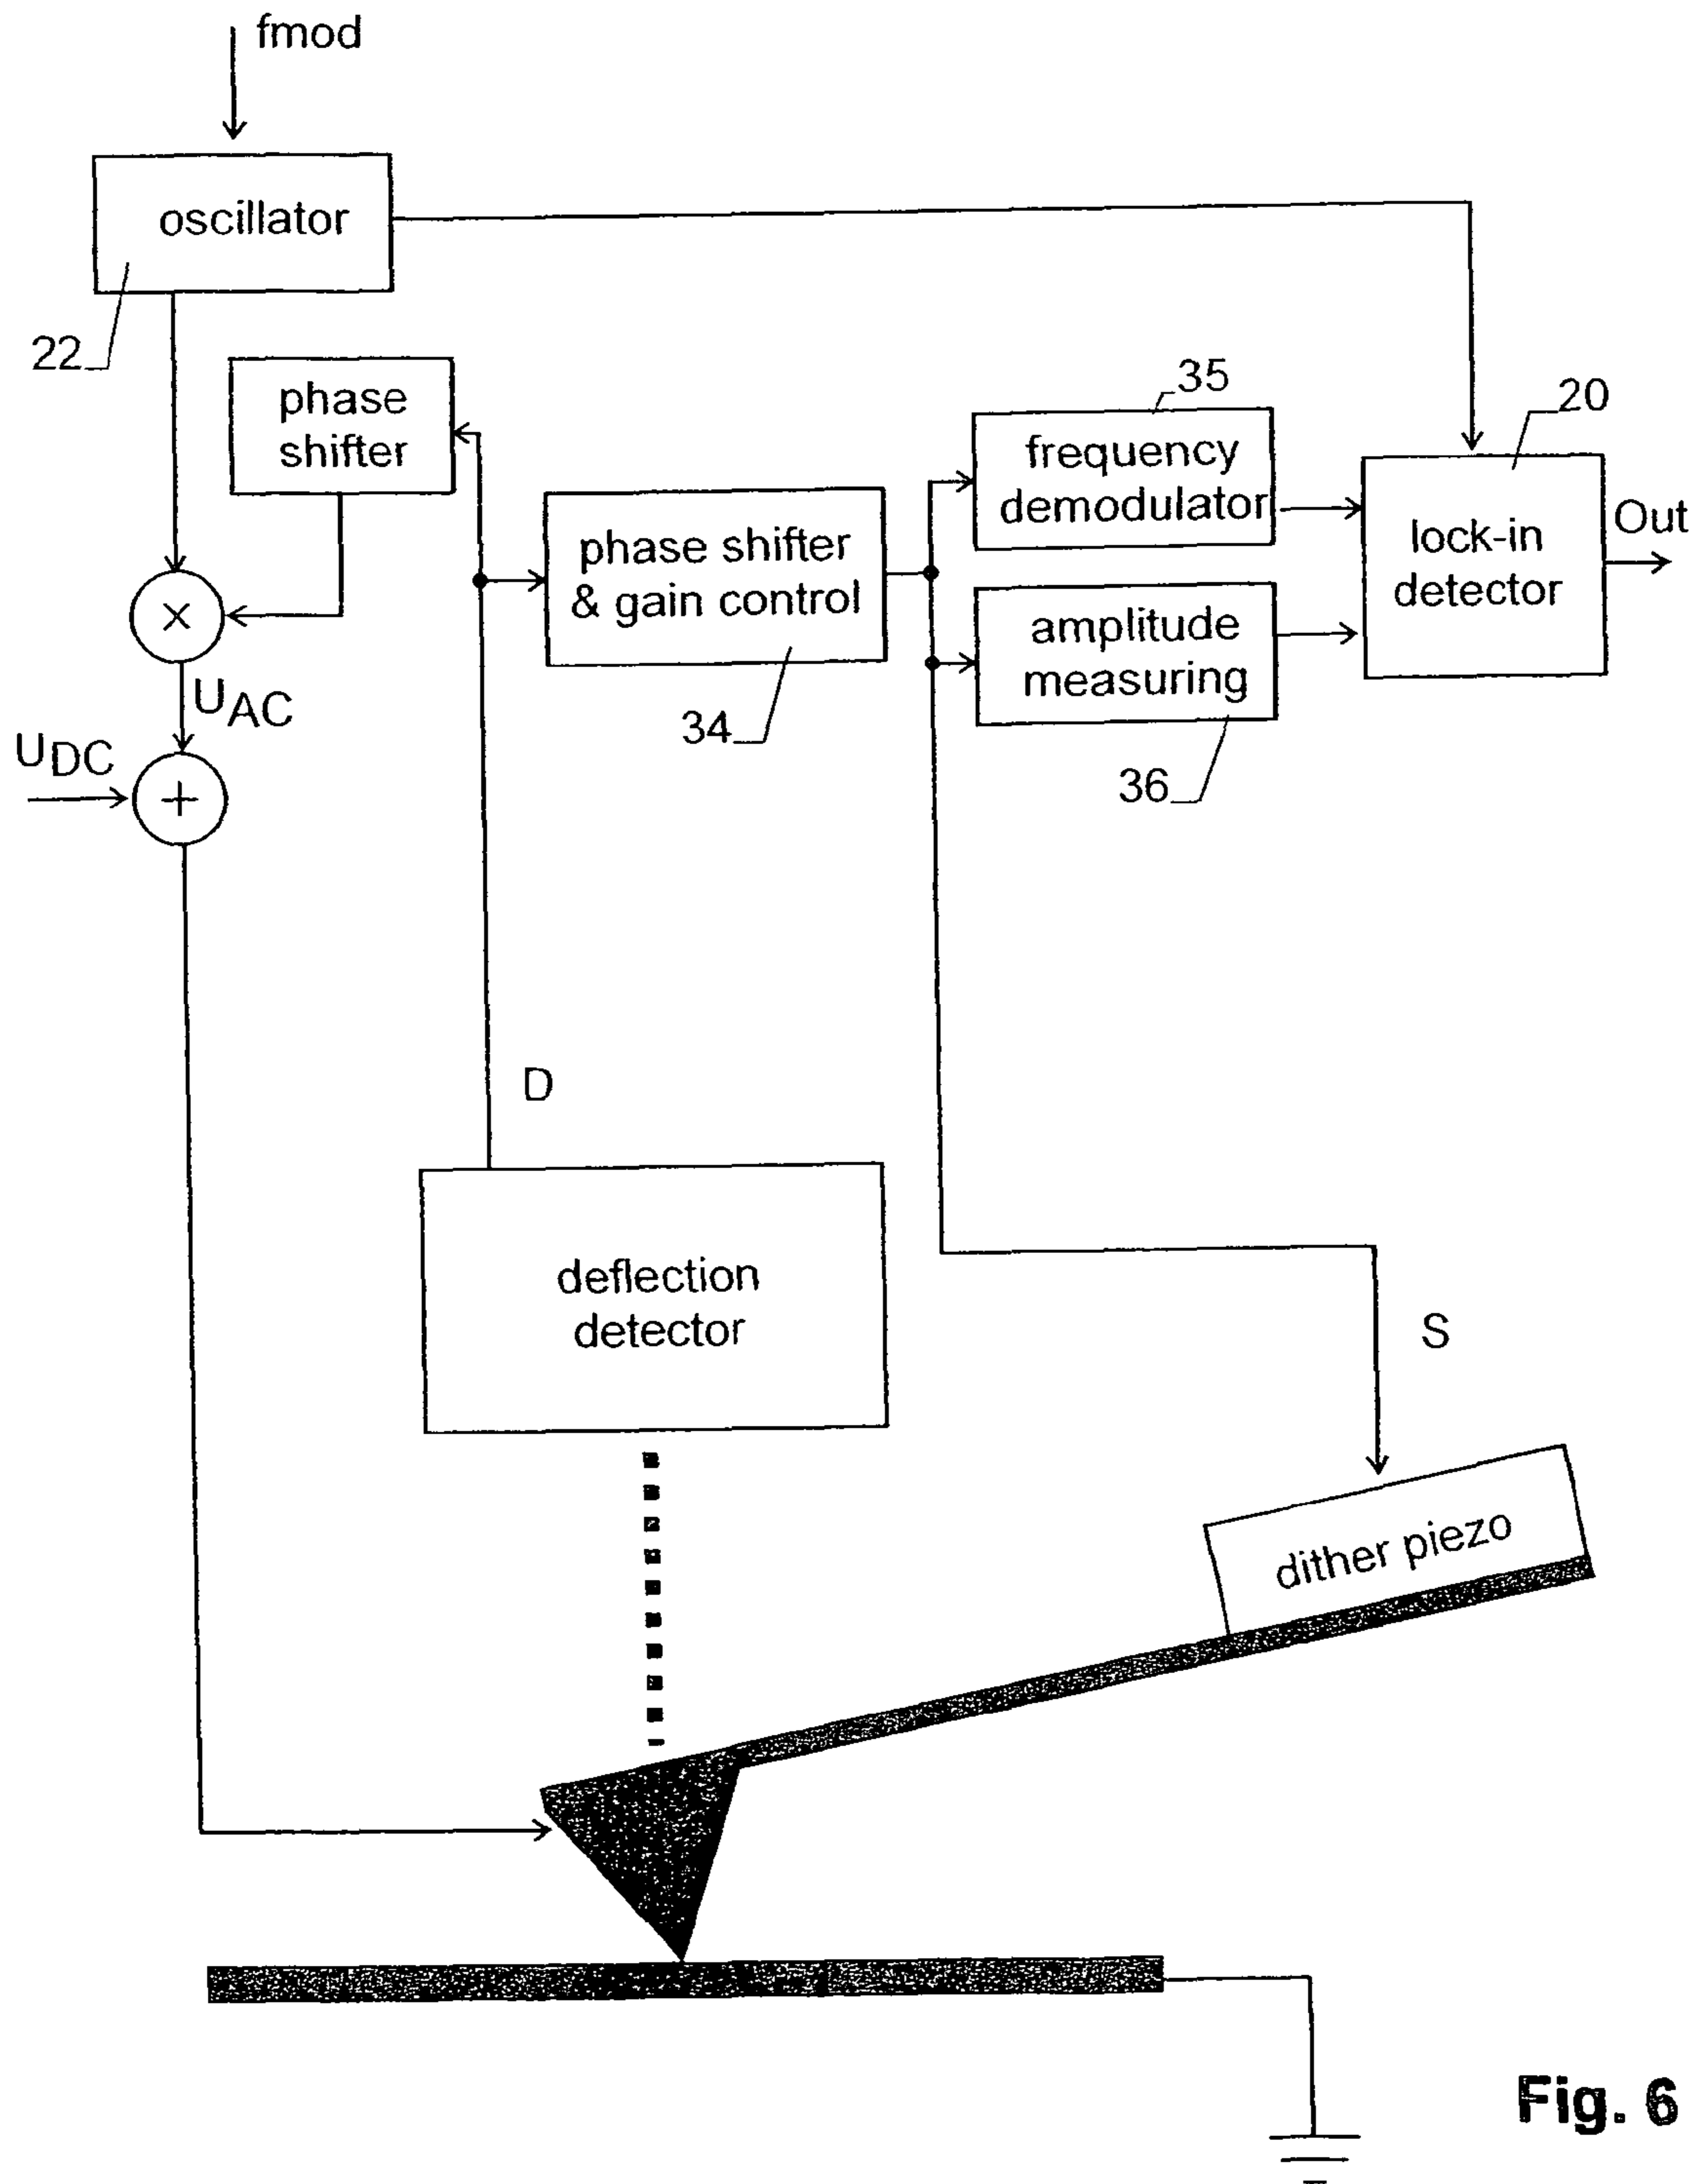 fmod
oscillator
22
phase
shifter
35
frequency
demodulator
20
lock-in
detector
Out
phase shifter
& gain control
34
amplitude
measuring
36
×
UAC
UDC
+
D
deflection
detector
S
dither piezo
Fig. 6